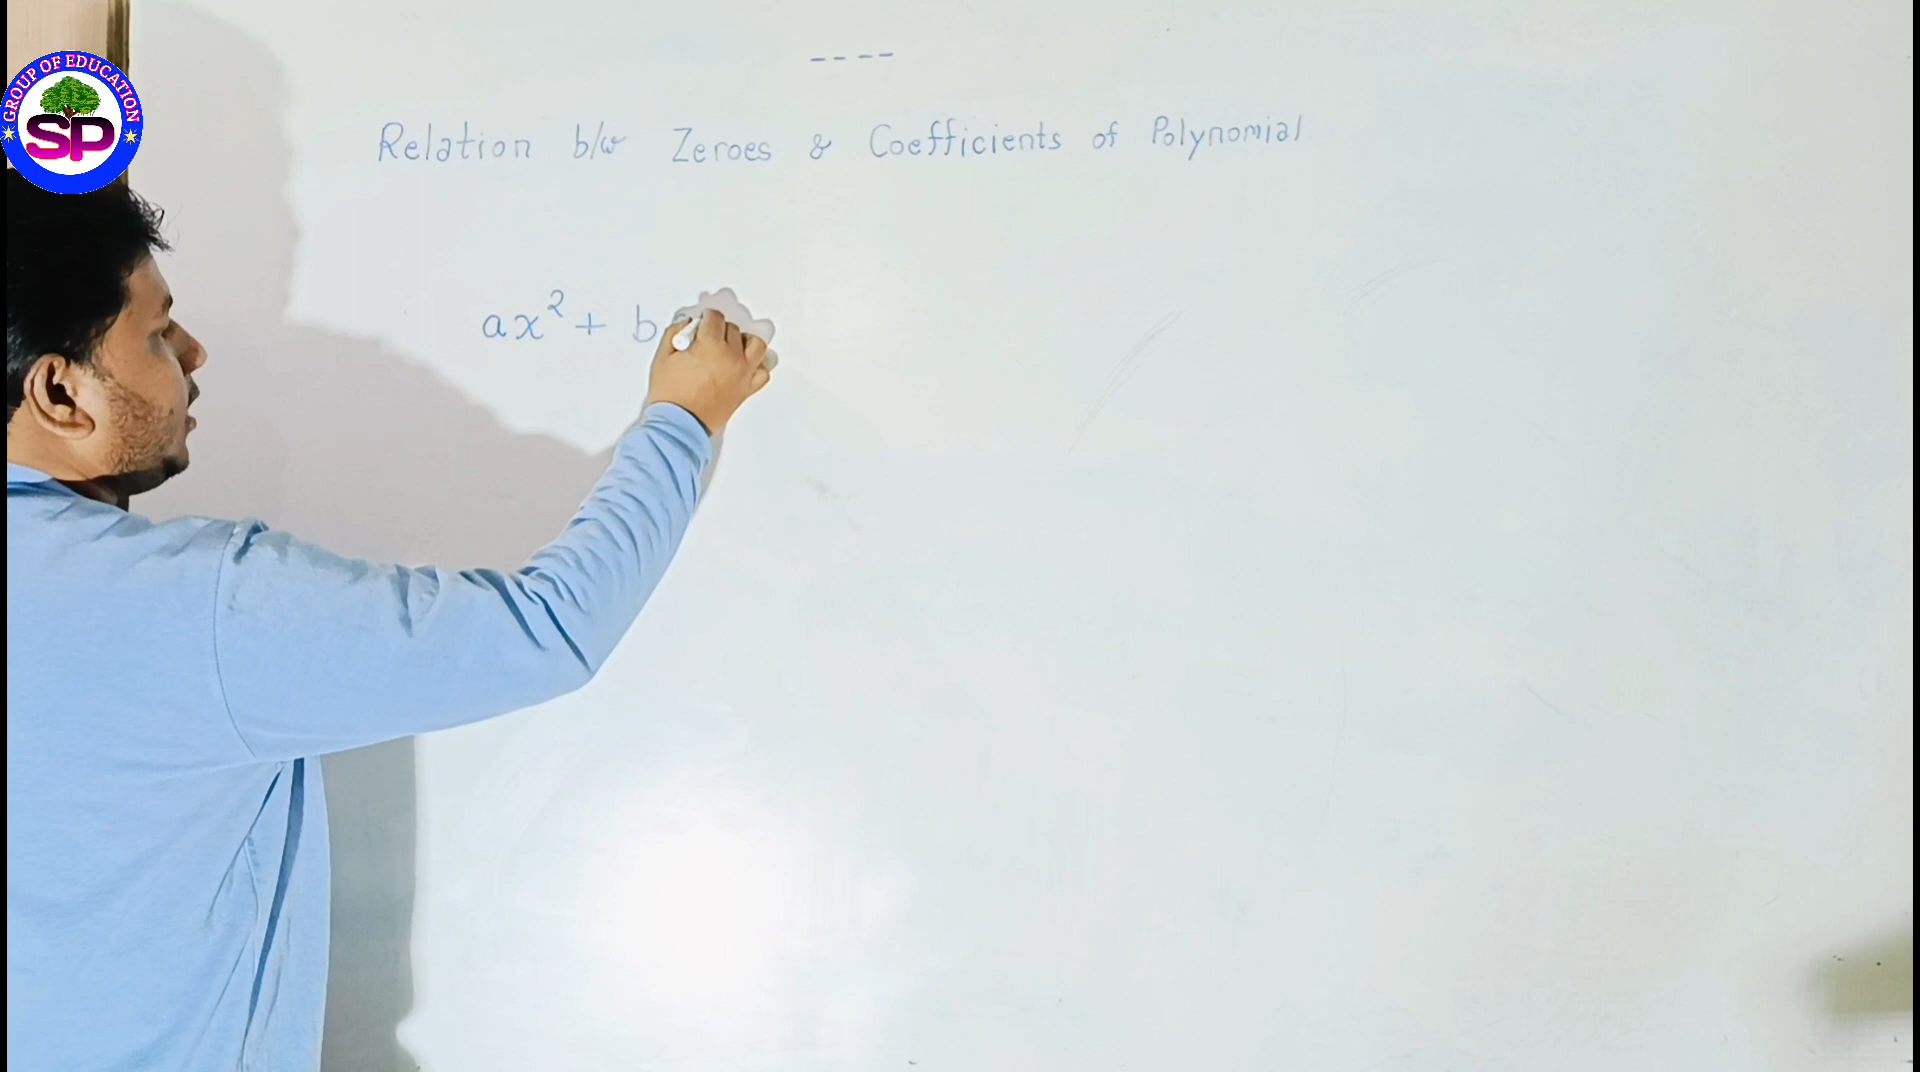 GROUP OF EDUCATION
SP
----
Relation b/w Zeroes & Coefficients of Polynomial
ax² + b